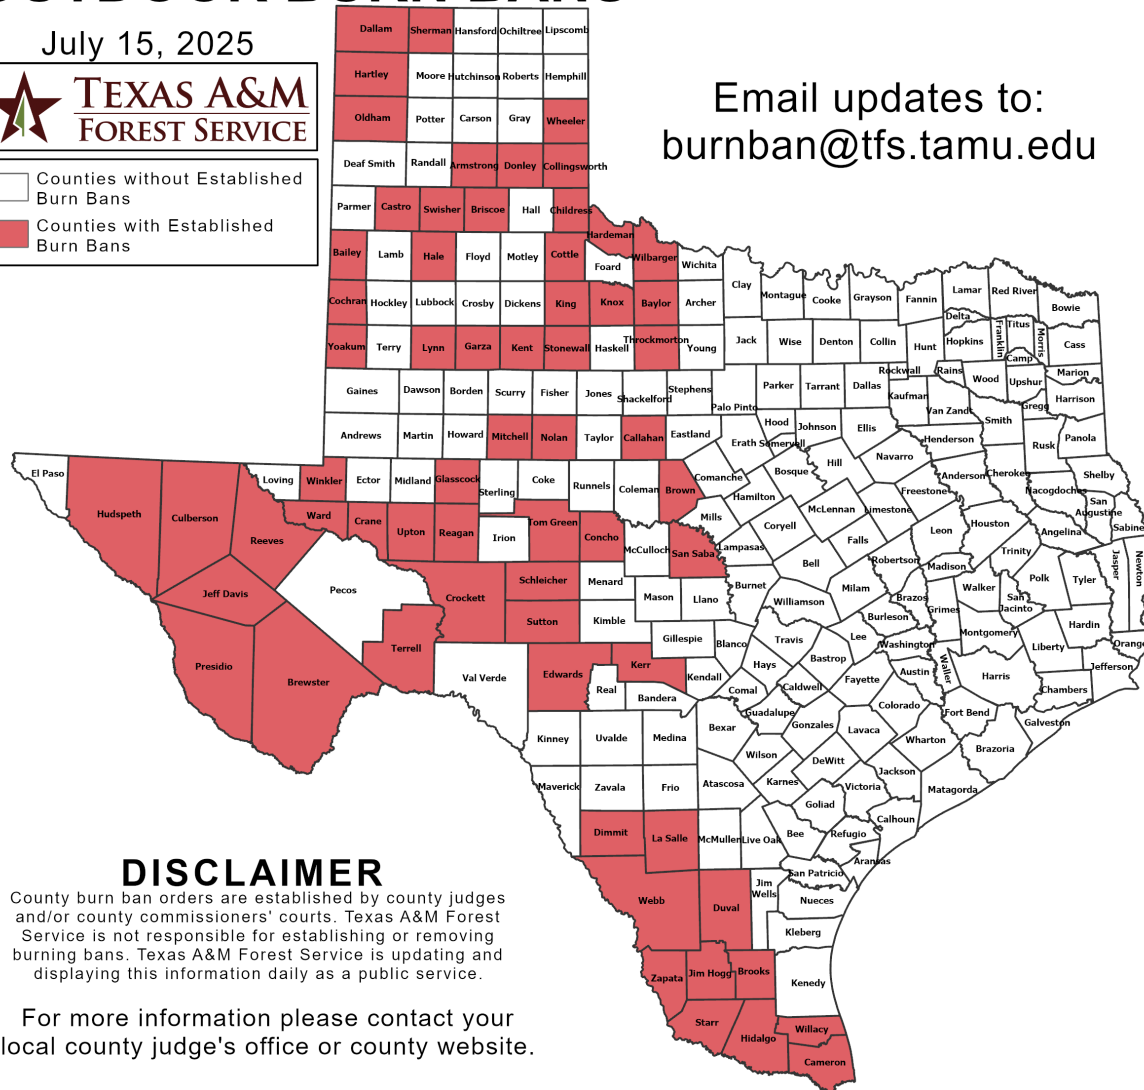 OUTDOOR BURN BANS
July 15, 2025
TEXAS A&M
FOREST SERVICE
Counties without Established
Burn Bans
Counties with Established
Burn Bans
Email updates to:
burnban@tfs.tamu.edu
Dallam Sherman Hansford Ochiltree Lipscomb
Hartley Moore Hutchinson Roberts Hemphill
Oldham Potter Carson Gray Wheeler
Deaf Smith Randall Armstrong Donley Collingsworth
Parmer Castro Swisher Briscoe Hall Childress
Hardeman
Bailey Lamb Hale Floyd Motley Cottle Foard Wilbarger Wichita
Clay Montague Cooke Grayson Fannin Lamar Red River Bowie
Cochran Hockley Lubbock Crosby Dickens King Knox Baylor Archer
Delta Titus Franklin Morris
Yoakum Terry Lynn Garza Kent Stonewall Haskell Throckmorton Young Jack Wise Denton Collin Hunt Hopkins Camp Cass
Gaines Dawson Borden Scurry Fisher Jones Shackelford Stephens Palo Pinto Parker Tarrant Dallas Rockwall Kaufman Rains Wood Upshur Marion
Van Zandt Smith Gregg Harrison
Andrews Martin Howard Mitchell Nolan Taylor Callahan Eastland Erath Hood Somervell Johnson Ellis Henderson Rusk Panola
El Paso Hudspeth Culberson Loving Winkler Ector Midland Glasscock Sterling Coke Runnels Coleman Brown Comanche Hamilton Bosque Hill Navarro Freestone Anderson Cherokee Nacogdoches Shelby
Reeves Ward Crane Upton Reagan Irion Tom Green Concho McCulloch San Saba Mills Lampasas Coryell McLennan Limestone Falls Leon Houston Angelina San
Augustine Sabine
Jeff Davis Pecos Crockett Schleicher Menard Mason Llano Burnet Bell Milam Robertson Madison Trinity Walker Polk Tyler Jasper Newton
Sutton Kimble Williamson Brazos Burleson Grimes San
Jacinto Hardin
Presidio Brewster Terrell Val Verde Edwards Kerr Gillespie Blanco Travis Lee Washington Montgomery Liberty Orange
Real Bandera Kendall Hays Comal Caldwell Bastrop Fayette Austin Waller Harris Jefferson Chambers
Kinney Uvalde Medina Bexar Guadalupe Gonzales Lavaca Colorado Fort Bend Galveston
Wilson DeWitt Wharton Brazoria
Maverick Zavala Frio Atascosa Karnes Victoria Jackson Matagorda
Goliad Calhoun
Dimmit La Salle McMullen Live Oak Bee Refugio Aransas
San Patricio
Webb Duval Jim
Wells Nueces
Kleberg
Zapata Jim Hogg Brooks Kenedy
Starr Hidalgo Willacy
Cameron
DISCLAIMER
County burn ban orders are established by county judges
and/or county commissioners' courts. Texas A&M Forest
Service is not responsible for establishing or removing
burning bans. Texas A&M Forest Service is updating and
displaying this information daily as a public service.
For more information please contact your
local county judge's office or county website.